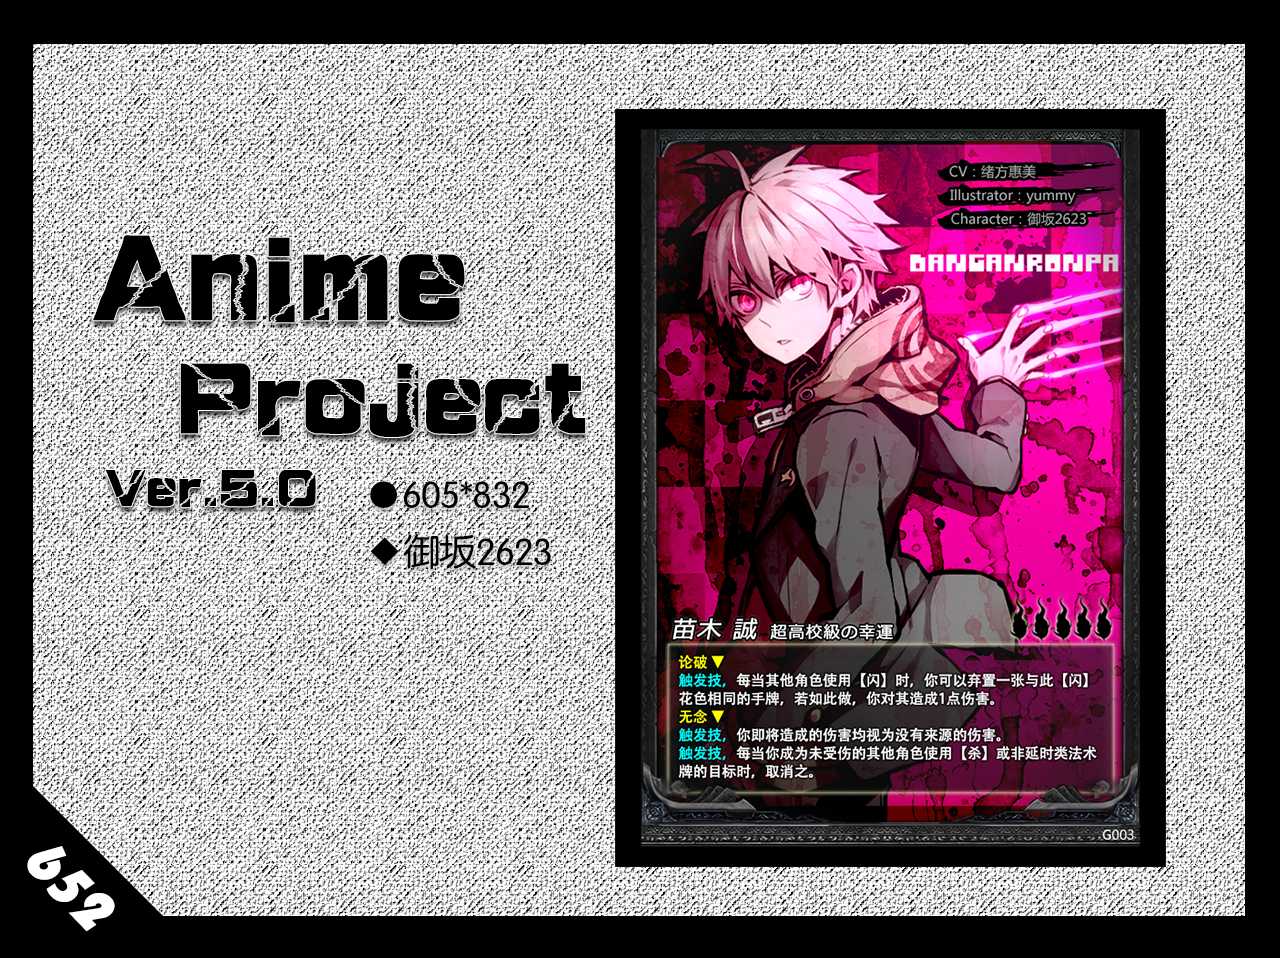 Anime
Project
Ver.5.0
●605*832
◆御坂2623
652
CV：绪方惠美
Illustrator：yummy
Character：御坂2623
DANGANRONPA
苗木 誠 超高校級の幸運
论破▼
触发技，每当其他角色使用【闪】时，你可以弃置一张与此【闪】
花色相同的手牌，若如此做，你对其造成1点伤害。
无念▼
触发技，你即将造成的伤害均视为没有来源的伤害。
触发技，每当你成为未受伤的其他角色使用【杀】或非延时类法术
牌的目标时，取消之。
G003